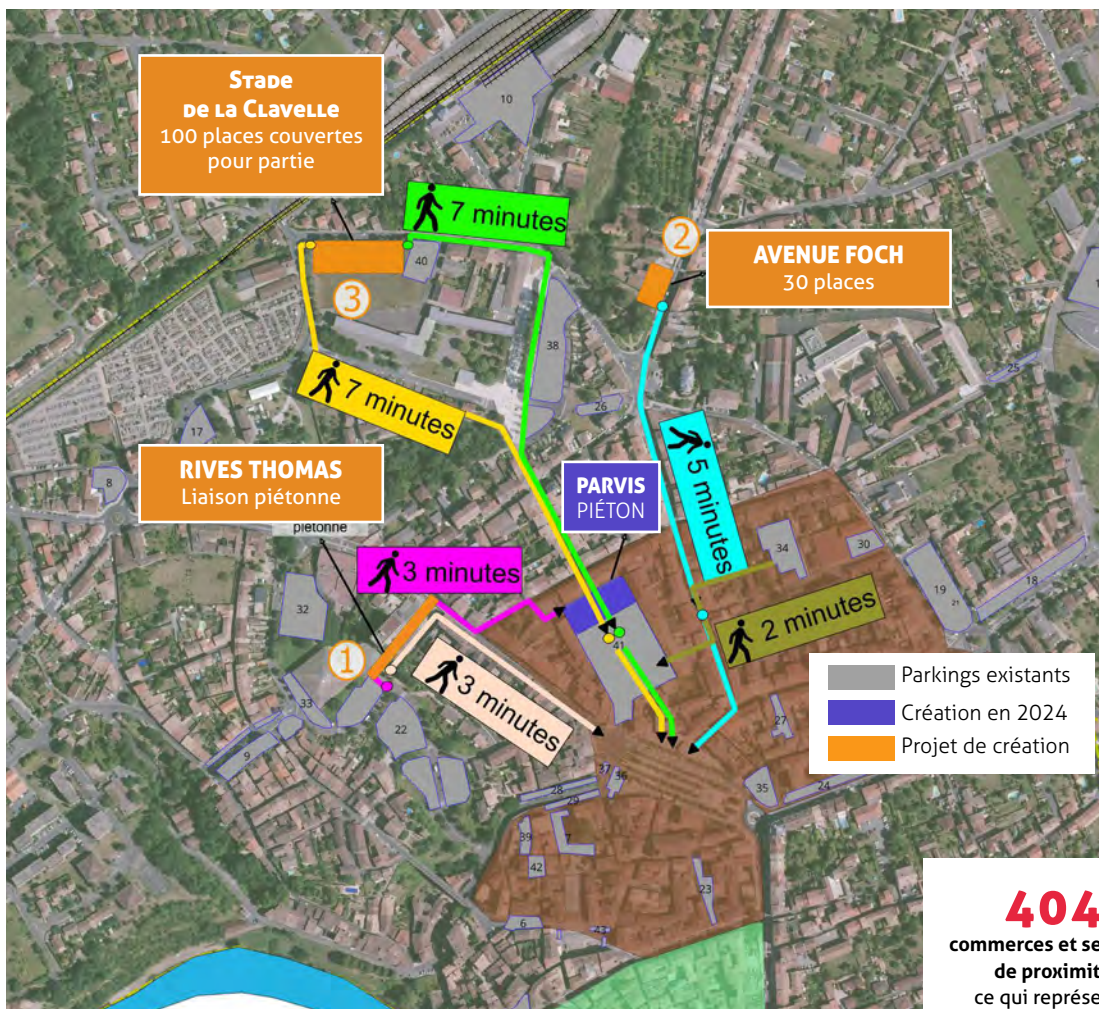 STADE
DE LA CLAVELLE
100 places couvertes
pour partie
10
7 minutes
2
AVENUE FOCH
30 places
40
3
38
25
26
7 minutes
17
8
RIVES THOMAS
Liaison piétonne
piétonne
PARVIS
PIÉTON
5 minutes
34
30
19
21
18
3 minutes
32
2 minutes
41
1
3 minutes
33
22
9
27
Parkings existants
Création en 2024
Projet de création
37
36
28
29
35
24
39
7
42
23
6
43
404
commerces et se
de proximit
ce qui représe